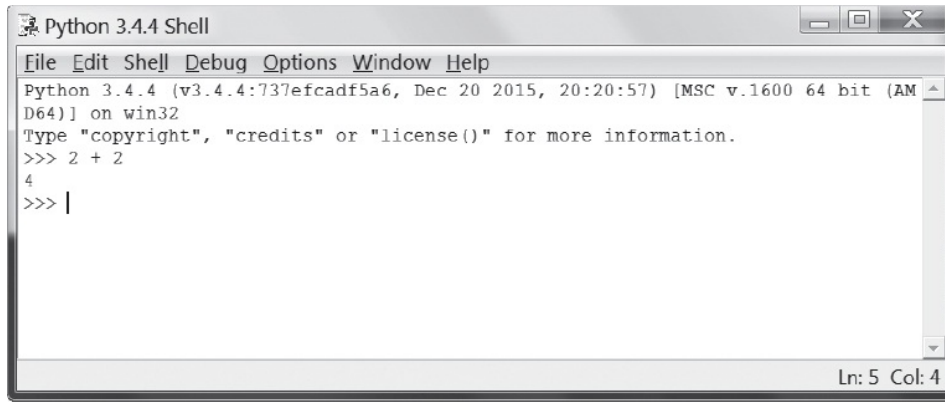 Python 3.4.4 Shell
File Edit Shell Debug Options Window Help
Python 3.4.4 (v3.4.4:737efcadf5a6, Dec 20 2015, 20:20:57) [MSC v.1600 64 bit (AM
D64)] on win32
Type "copyright", "credits" or "license()" for more information.
>>> 2 + 2
4
>>>
Ln: 5 Col: 4